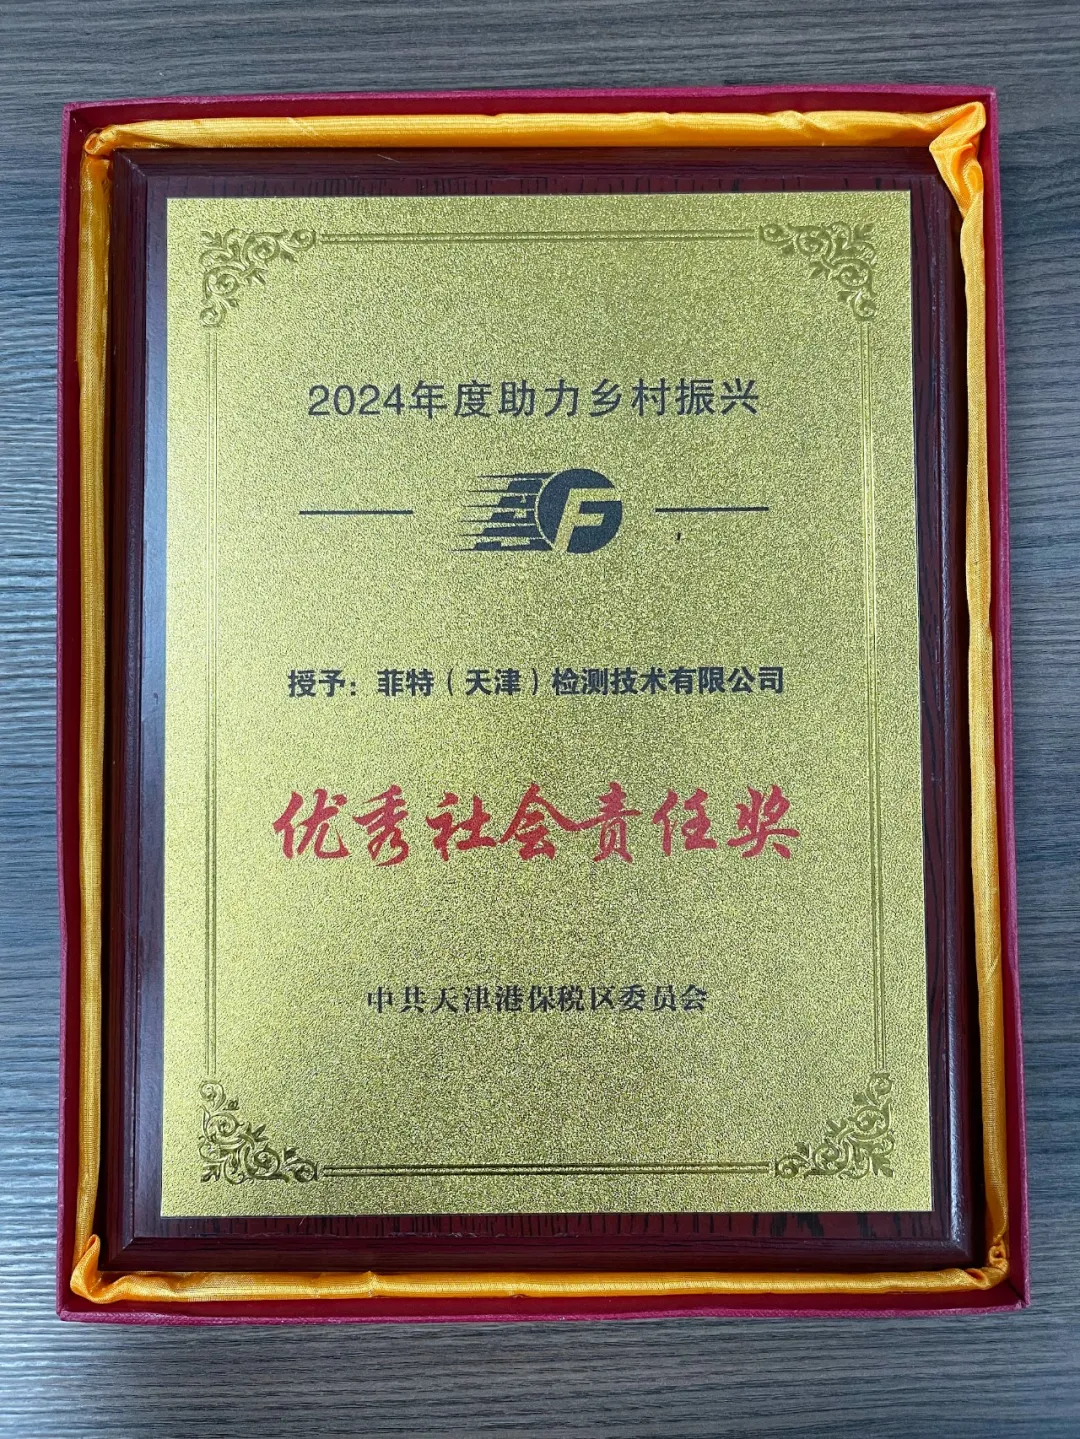 2024年度助力乡村振兴
F
授予：菲特（天津）检测技术有限公司
优秀社会责任奖
中共天津港保税区委员会